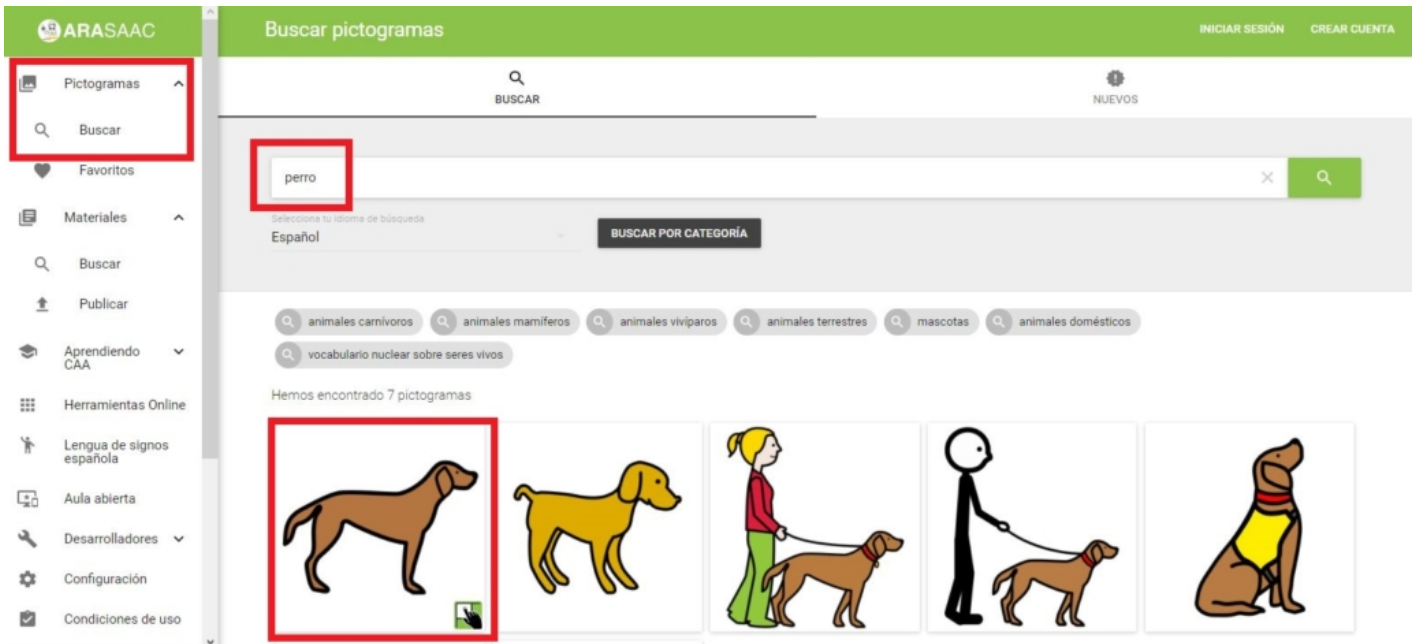 ARASAAC
Buscar pictogramas
INICIAR SESIÓN
CREAR CUENTA
Pictogramas
Buscar
Favoritos
Materiales
Buscar
Publicar
Aprendiendo
CAA
Herramientas Online
Lengua de signos
española
Aula abierta
Desarrolladores
Configuración
Condiciones de uso
BUSCAR
NUEVOS
perro
Selecciona tu idioma de búsqueda
Español
BUSCAR POR CATEGORÍA
animales carnívoros
animales mamíferos
animales vivíparos
animales terrestres
mascotas
animales domésticos
vocabulario nuclear sobre seres vivos
Hemos encontrado 7 pictogramas